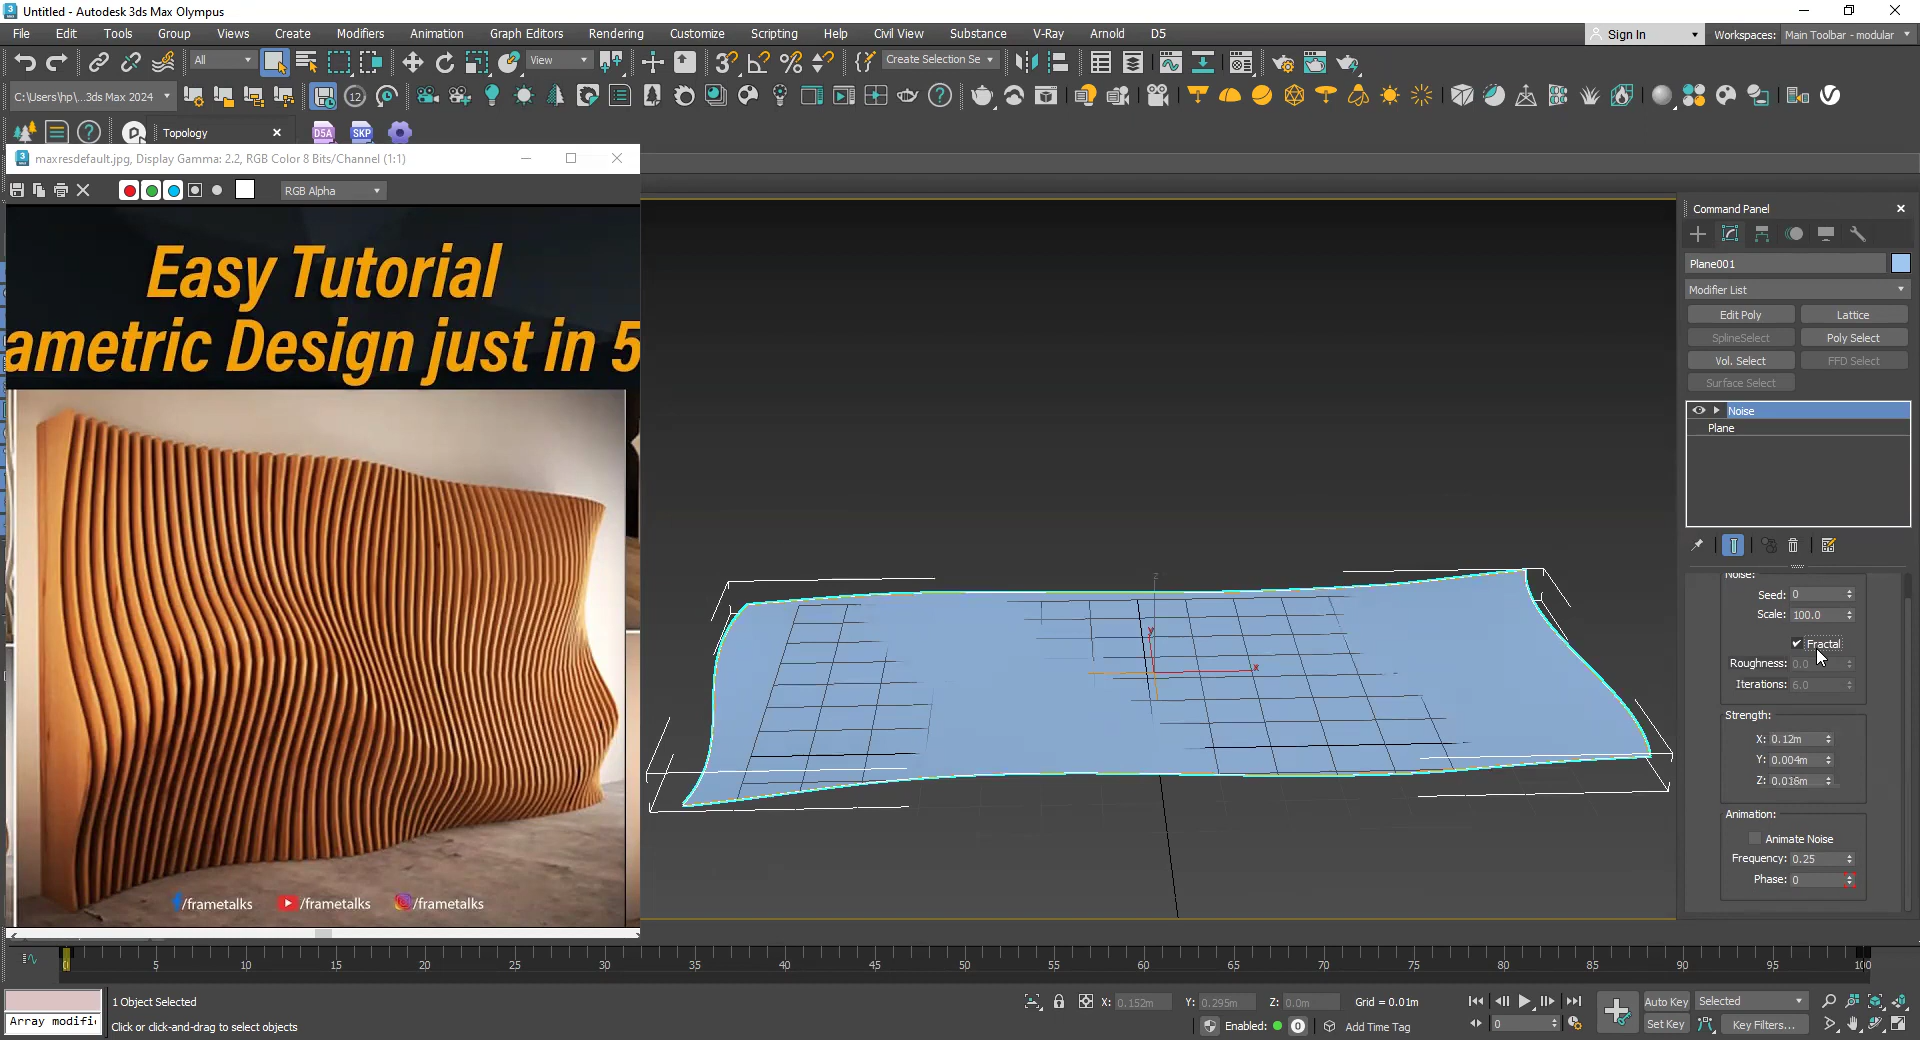 Untitled - Autodesk 3ds Max Olympus
File Edit Tools Group Views Create Modifiers Animation Graph Editors Rendering Customize Scripting Help Civil View Substance V-Ray Arnold D5
Sign In Workspaces: Main Toolbar - modular
All View Create Selection Se
C:\Users\hp\...3ds Max 2024 12
Topology D5A SKP
maxresdefault.jpg, Display Gamma: 2.2, RGB Color 8 Bits/Channel (1:1)
RGB Alpha
Easy Tutorial
ametric Design just in 5
/frametalks /frametalks /frametalks
z
y
x
Command Panel
Plane001
Modifier List
Edit Poly Lattice
SplineSelect Poly Select
Vol. Select FFD Select
Surface Select
Noise
Plane
Noise:
Seed: 0
Scale: 100.0
Fractal
Roughness: 0.0
Iterations: 6.0
Strength:
X: 0.12m
Y: 0.004m
Z: 0.016m
Animation:
Animate Noise
Frequency: 0.25
Phase: 0
0 5 10 15 20 25 30 35 40 45 50 55 60 65 70 75 80 85 90 95 100
1 Object Selected X: 0.152m Y: 0.295m Z: 0.0m Grid = 0.01m Auto Key Selected
Array modifi Click or click-and-drag to select objects Enabled: 0 Add Time Tag 0 Set Key Key Filters...